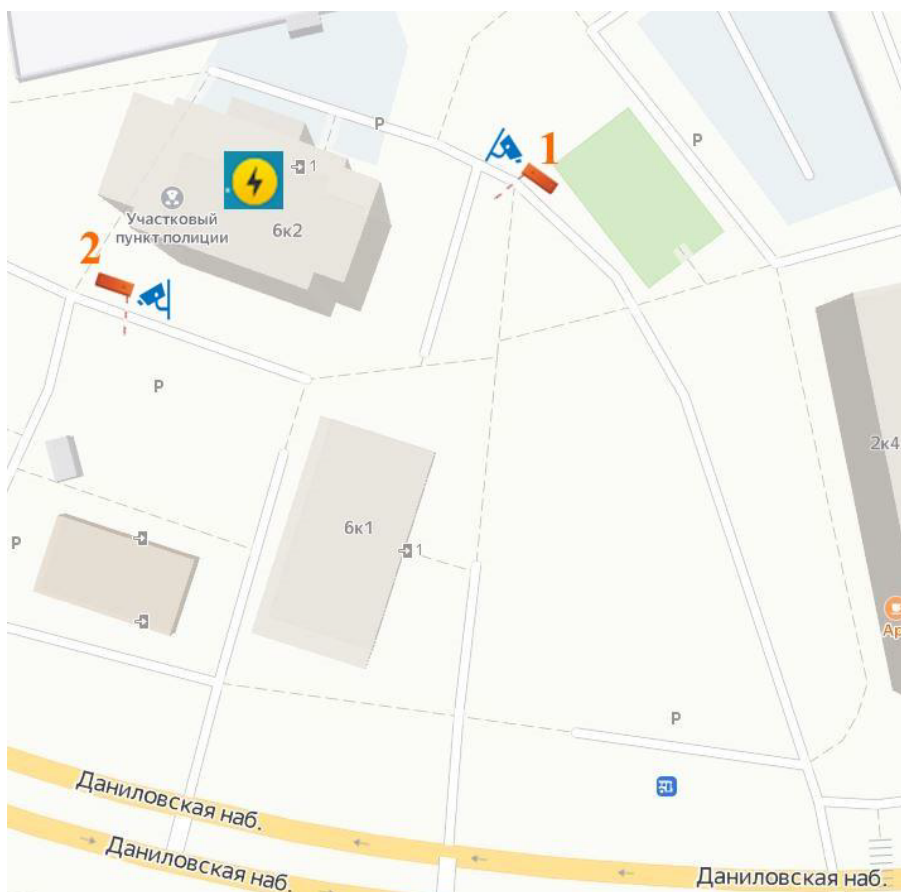 P
1
P
1
Участковый
пункт полиции
6к2
2
P
2к4
6к1
1
P
Ар
P
Даниловская наб.
Даниловская наб.
Даниловская наб.